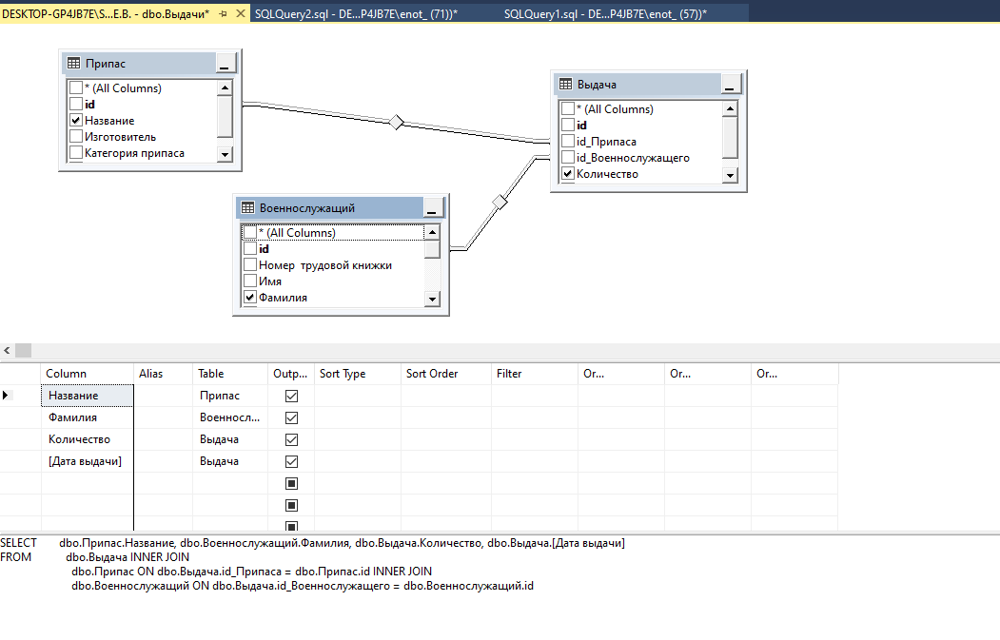 DESKTOP-GP4JB7E\S...E.B. - dbo.Выдачи*
SQLQuery2.sql - DE...P4JB7E\enot_ (71))*
SQLQuery1.sql - DE...P4JB7E\enot_ (57))*
Припас
* (All Columns)
id
Название
Изготовитель
Категория припаса
Выдача
* (All Columns)
id
id_Припаса
id_Военнослужащего
Количество
Военнослужащий
* (All Columns)
id
Номер трудовой книжки
Имя
Фамилия
Column Alias Table Outp... Sort Type Sort Order Filter Or... Or... Or...
Название Припас
Фамилия Военносл...
Количество Выдача
[Дата выдачи] Выдача
SELECT dbo.Припас.Название, dbo.Военнослужащий.Фамилия, dbo.Выдача.Количество, dbo.Выдача.[Дата выдачи]
FROM dbo.Выдача INNER JOIN
dbo.Припас ON dbo.Выдача.id_Припаса = dbo.Припас.id INNER JOIN
dbo.Военнослужащий ON dbo.Выдача.id_Военнослужащего = dbo.Военнослужащий.id